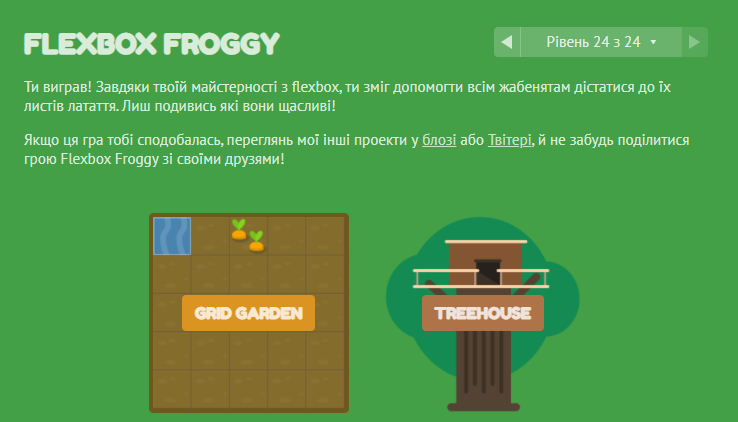 FLEXBOX FROGGY
Рівень 24 з 24
Ти виграв! Завдяки твоїй майстерності з flexbox, ти зміг допомогти всім жабенятам дістатися до їх
листів латаття. Лиш подивись які вони щасливі!
Якщо ця гра тобі сподобалась, переглянь мої інші проекти у блозі або Твітері, й не забудь поділитися
грою Flexbox Froggy зі своїми друзями!
GRID GARDEN
TREEHOUSE